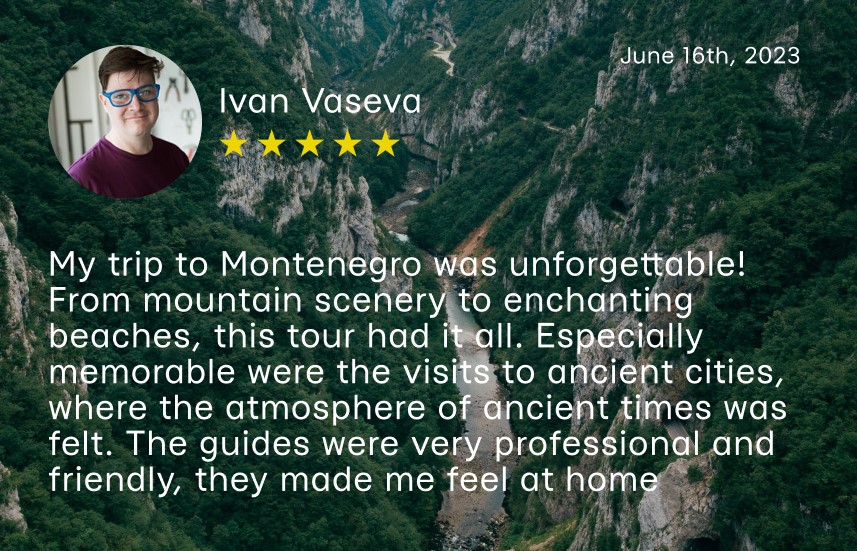 June 16th, 2023
Ivan Vaseva
My trip to Montenegro was unforgettable!
From mountain scenery to enchanting
beaches, this tour had it all. Especially
memorable were the visits to ancient cities,
where the atmosphere of ancient times was
felt. The guides were very professional and
friendly, they made me feel at home